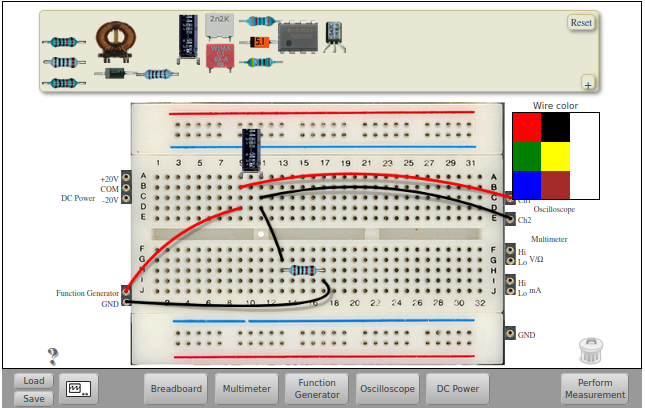 2n2K
Reset
5.1
WIMA
+
Wire color
1 3 5 7 9 11 13 15 17 19 21 23 25 27 29 31
A A
B B
C C
D D
E E
F F
G G
H H
I I
J J
+20V
COM
-20V
DC Power
Ch1
Oscilloscope
Ch2
Multimeter
Hi
Lo V/Ω
Hi
Lo mA
Function Generator
GND
2 4 6 8 10 12 14 16 18 20 22 24 26 28 30 32
GND
?
Load
Save
Breadboard
Multimeter
Function
Generator
Oscilloscope
DC Power
Perform
Measurement